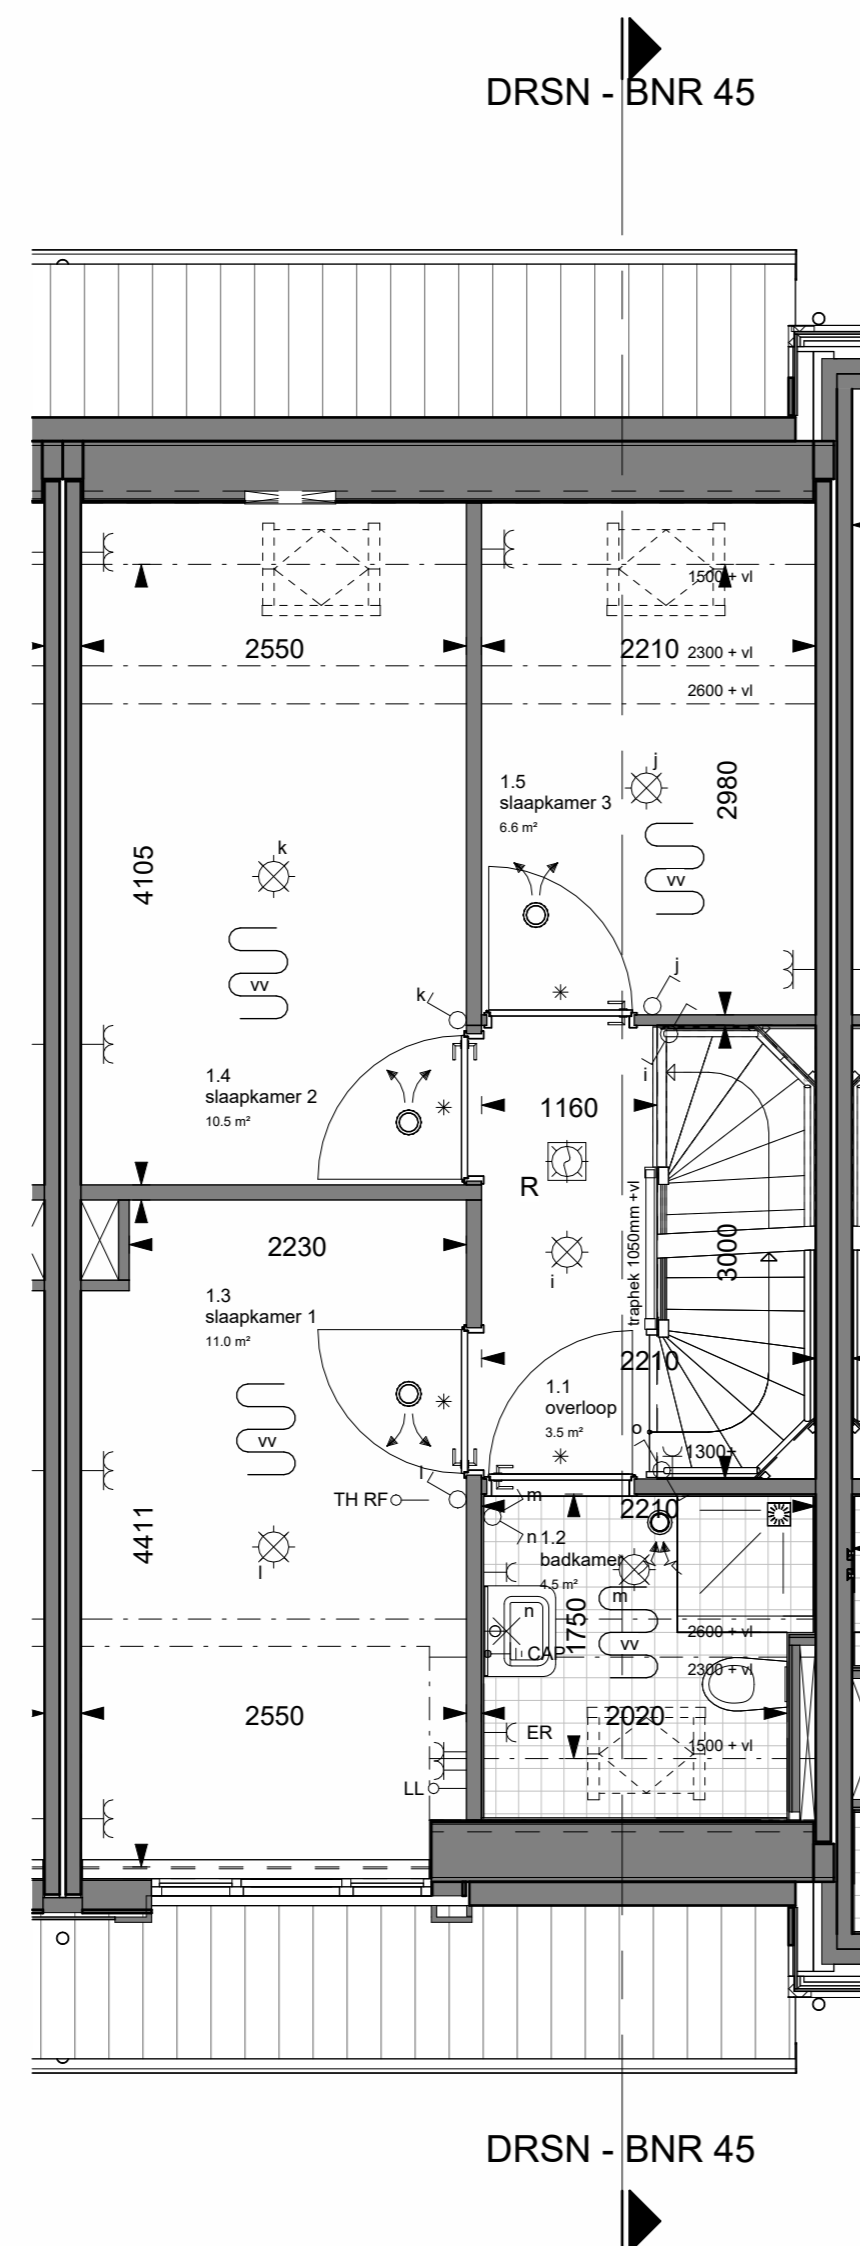 DRSN - BNR 45
1500 + vl
2550
2210
2300 + vl
2600 + vl
j
1.5
slaapkamer 3
6.6 m²
2980
k
4105
vv
vv
k
j
i
1.4
slaapkamer 2
10.5 m²
1160
R
traphek 1050mm +vl
3000
2230
i
1.3
slaapkamer 1
11.0 m²
2210
1.1
overloop
3.5 m²
vv
o
1300+
l
TH RF
m
2210
n
1.2
badkamer
4.5 m²
4411
l
m
n
1750
2600 + vl
vv
CAP
2300 + vl
2550
2020
ER
1500 + vl
LL
DRSN - BNR 45